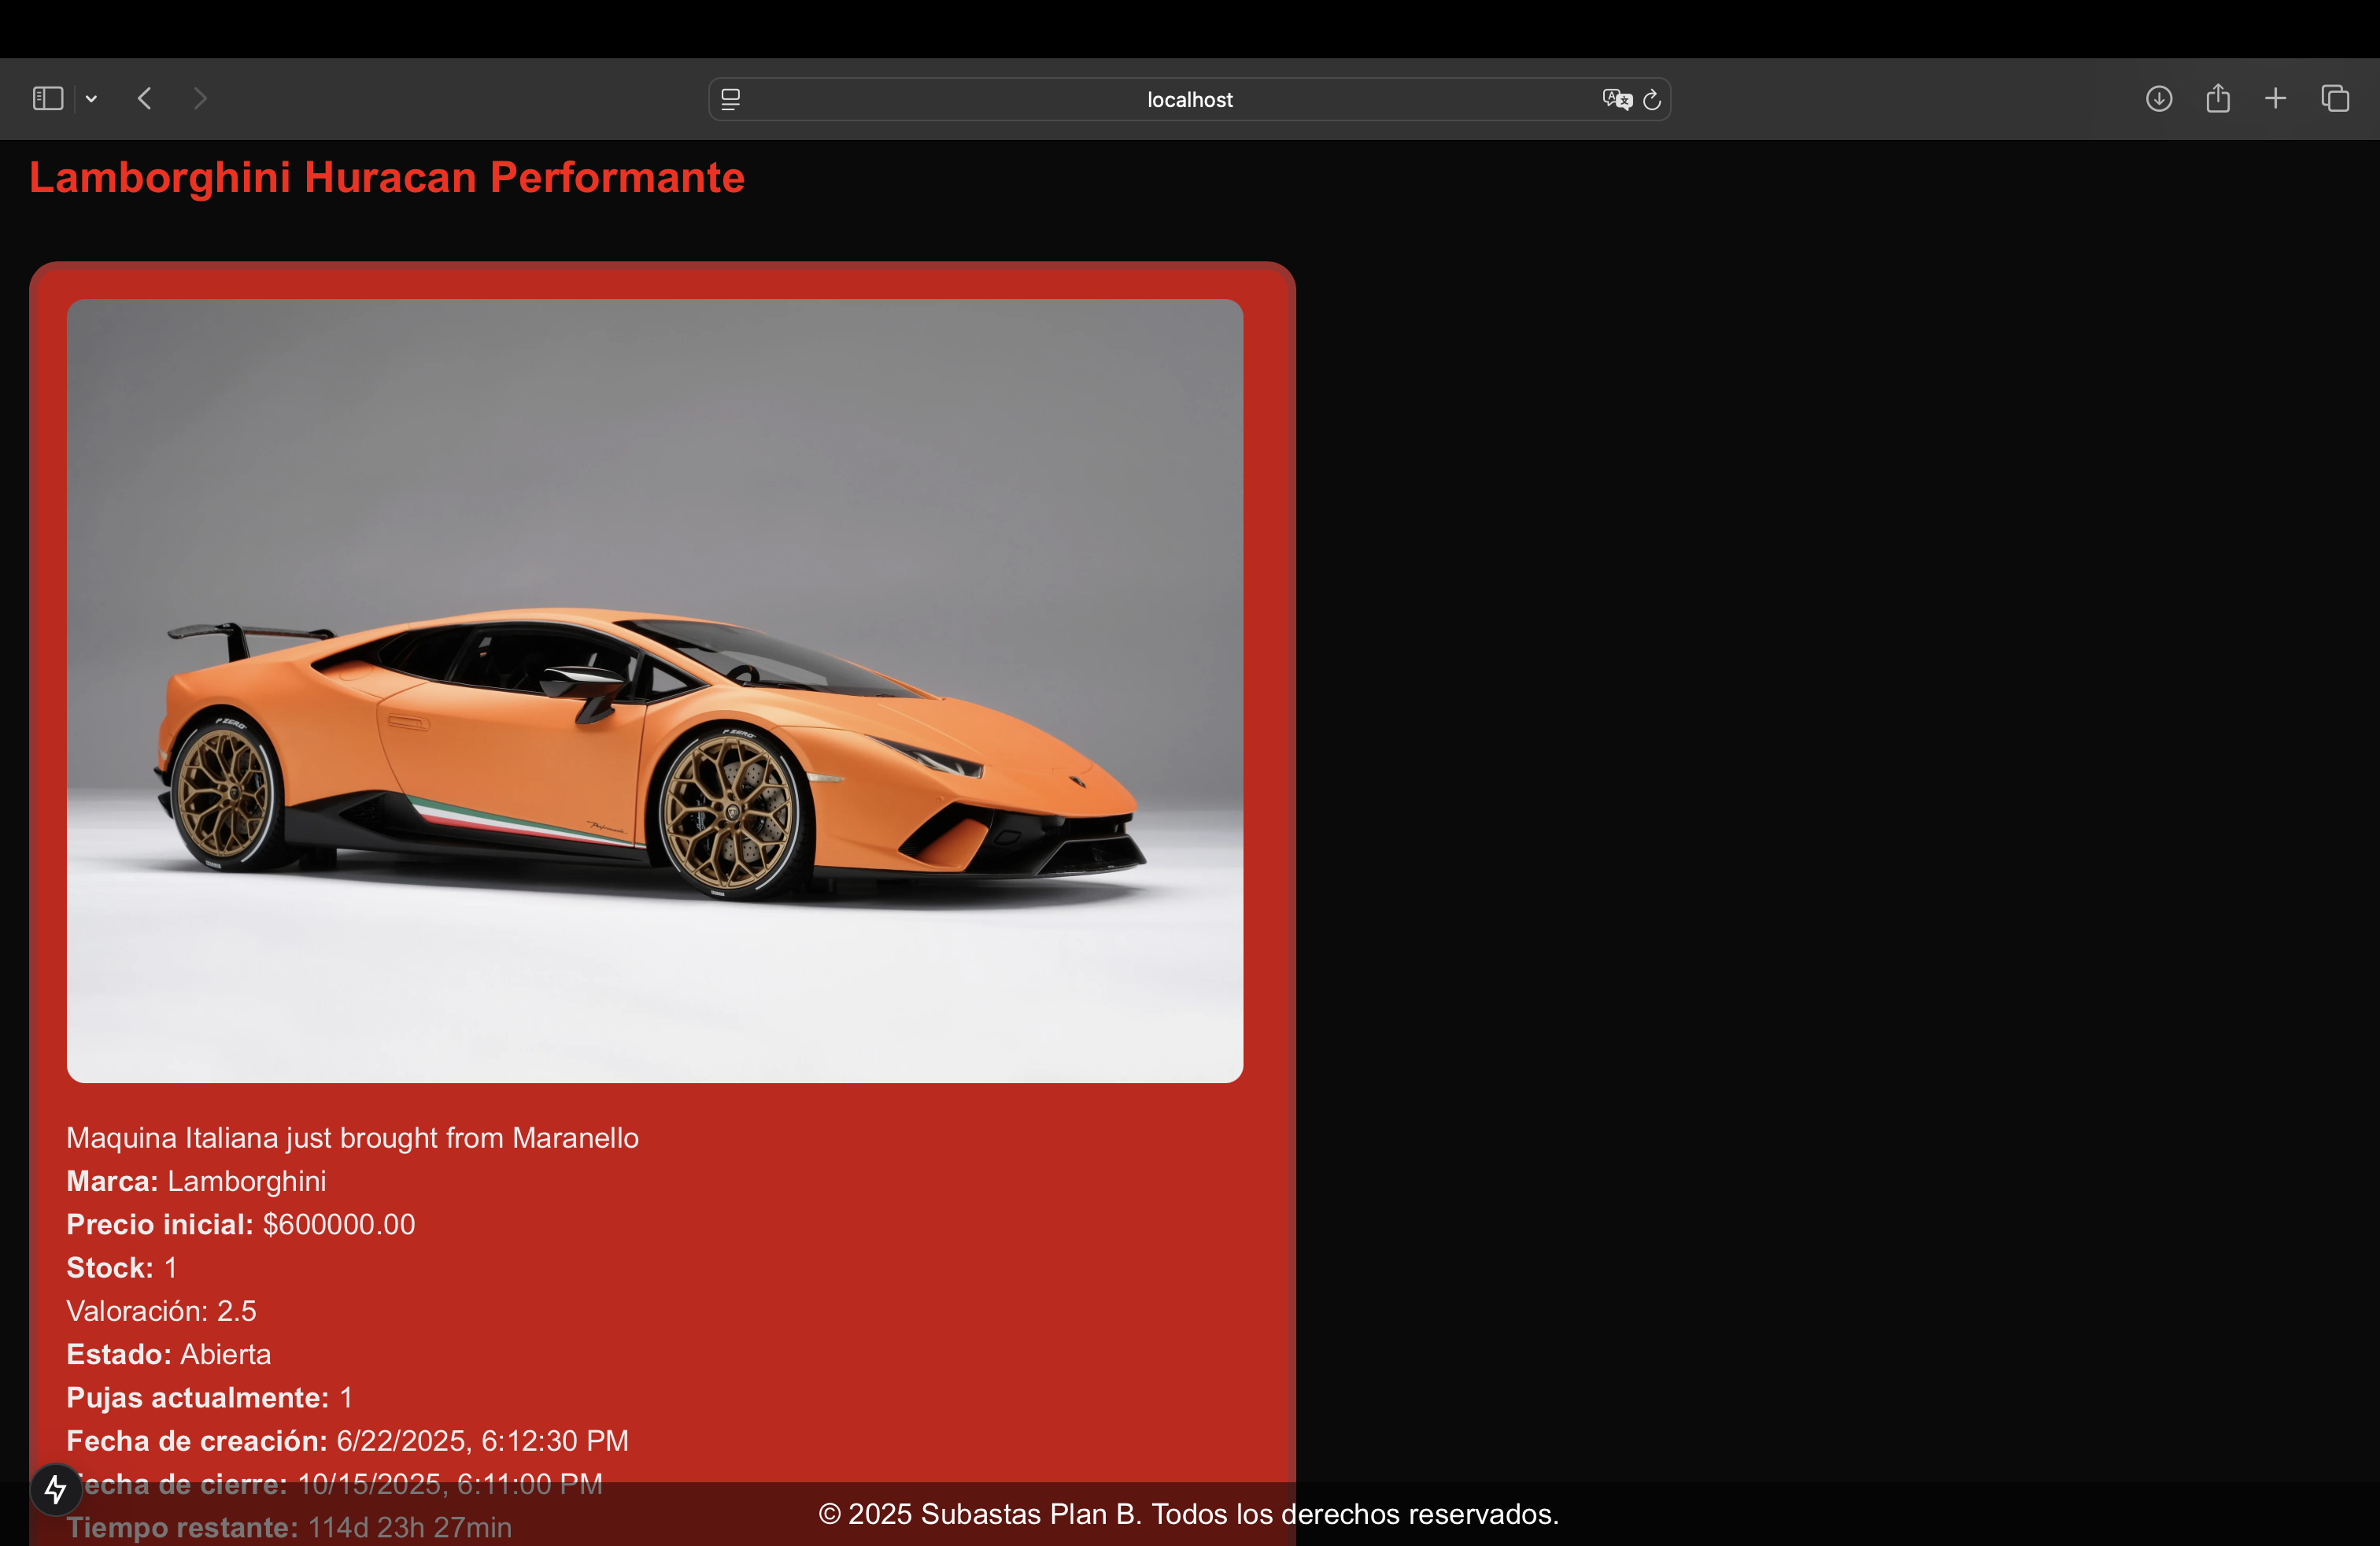 localhost
Lamborghini Huracan Performante
P ZERO
P ZERO
Performante
Maquina Italiana just brought from Maranello
Marca: Lamborghini
Precio inicial: $600000.00
Stock: 1
Valoración: 2.5
Estado: Abierta
Pujas actualmente: 1
Fecha de creación: 6/22/2025, 6:12:30 PM
echa de cierre: 10/15/2025, 6:11:00 PM
Tiempo restante: 114d 23h 27min
© 2025 Subastas Plan B. Todos los derechos reservados.